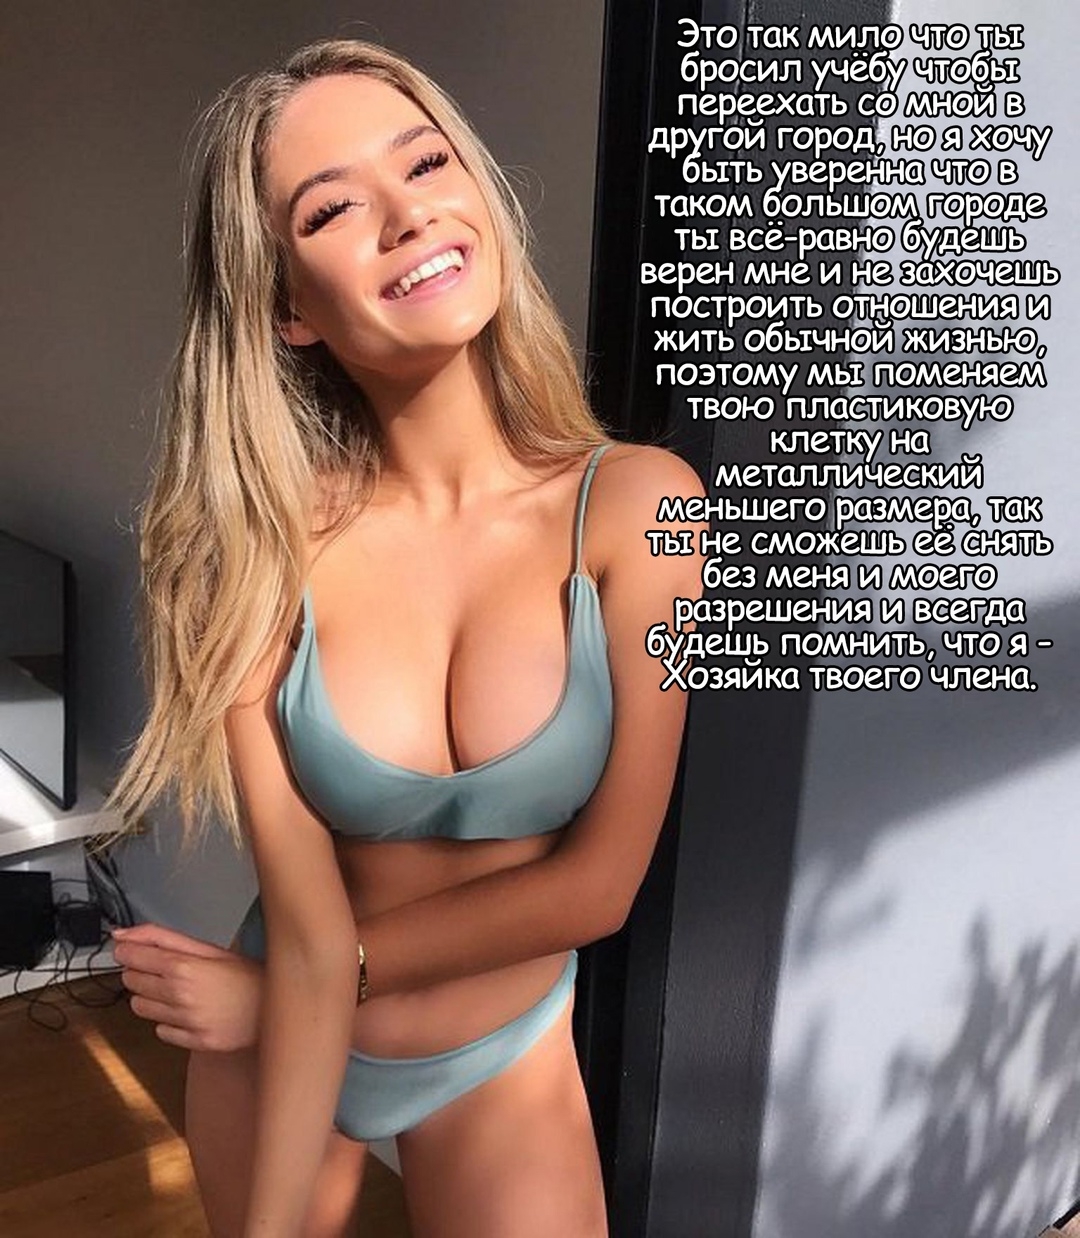 Это так мило что ты
бросил учёбу чтобы
переехать со мной в
другой город, но я хочу
быть уверенна что в
таком большом городе
ты всё-равно будешь
верен мне и не захочешь
построить отношения и
жить обычной жизнью,
поэтому мы поменяем
твою пластиковую
клетку на
металлический
меньшего размера, так
ты не сможешь её снять
без меня и моего
разрешения и всегда
будешь помнить, что я -
Хозяйка твоего члена.